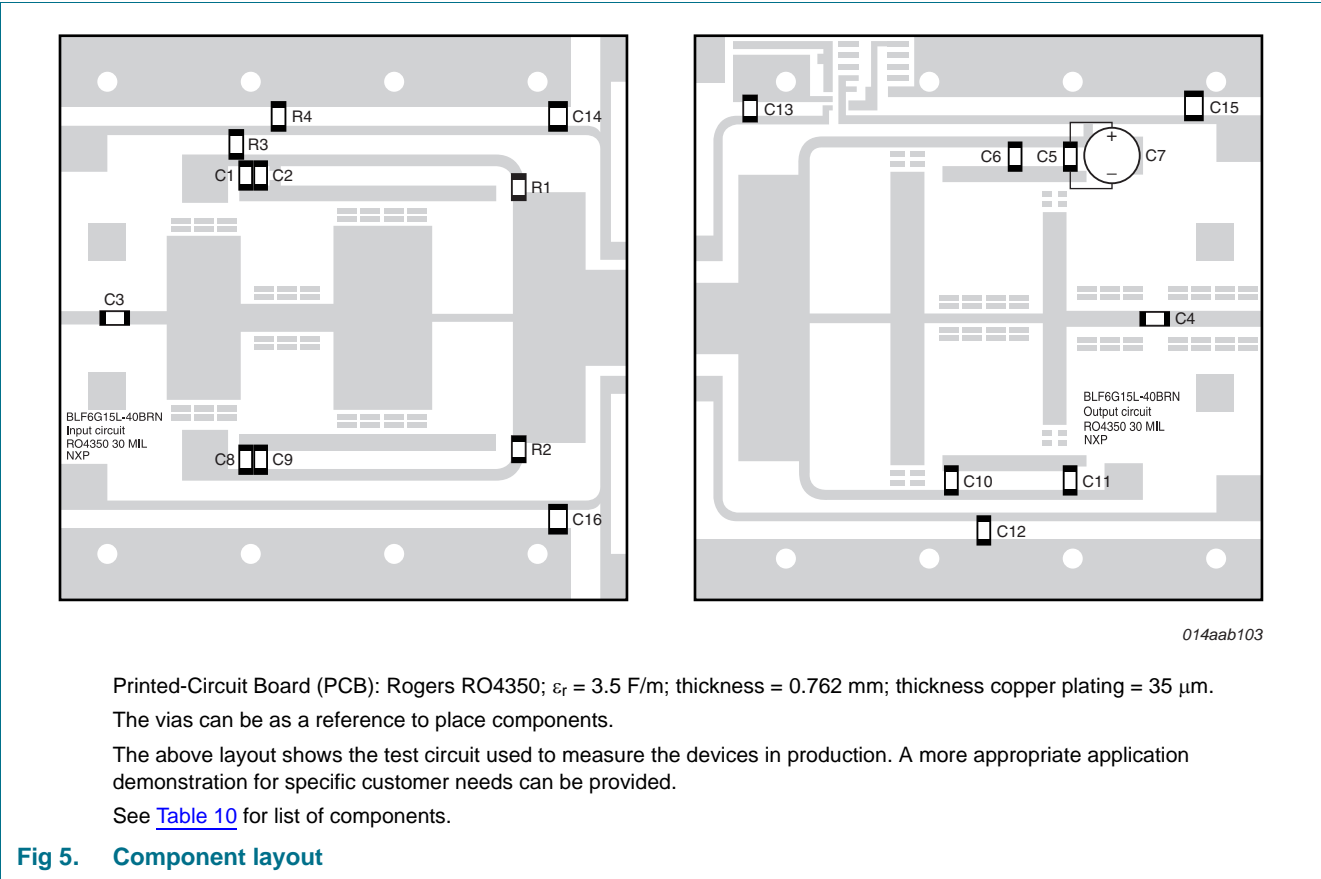 R4
C14
R3
C1
C2
R1
C3
BLF6G15L-40BRN
Input circuit
RO4350 30 MIL
NXP
C8
C9
R2
C16
C13
C15
C6
C5
+
–
C7
C4
BLF6G15L-40BRN
Output circuit
RO4350 30 MIL
NXP
C10
C11
C12
014aab103
Printed-Circuit Board (PCB): Rogers RO4350; εr = 3.5 F/m; thickness = 0.762 mm; thickness copper plating = 35 μm.
The vias can be as a reference to place components.
The above layout shows the test circuit used to measure the devices in production. A more appropriate application
demonstration for specific customer needs can be provided.
See Table 10 for list of components.
Fig 5. Component layout